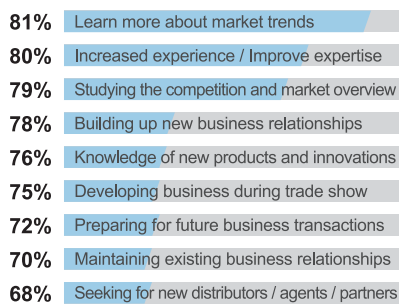 81% Learn more about market trends
80% Increased experience / Improve expertise
79% Studying the competition and market overview
78% Building up new business relationships
76% Knowledge of new products and innovations
75% Developing business during trade show
72% Preparing for future business transactions
70% Maintaining existing business relationships
68% Seeking for new distributors / agents / partners